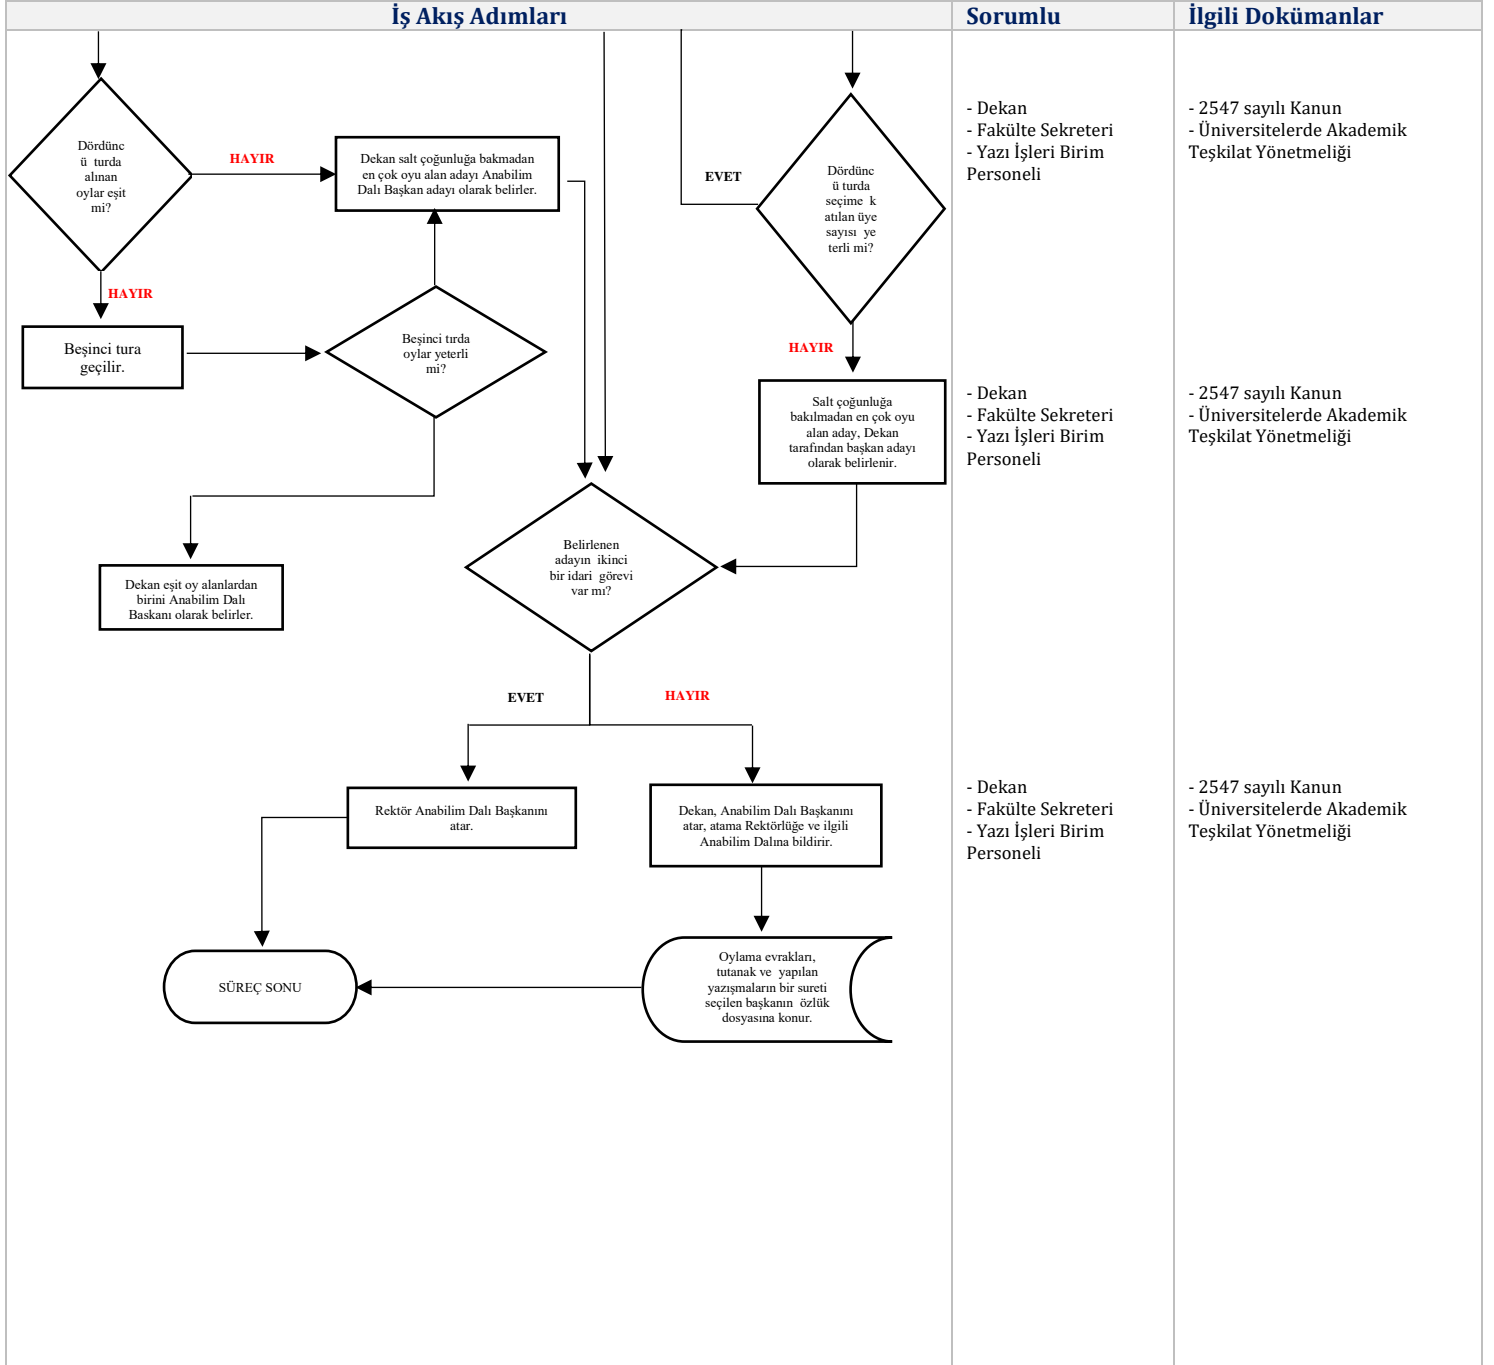 İş Akış Adımları
Sorumlu
İlgili Dokümanlar
Dördünc
ü turda
alınan
oylar eşit
mi?
HAYIR
Dekan salt çoğunluğa bakmadan
en çok oyu alan adayı Anabilim
Dalı Başkan adayı olarak belirler.
EVET
Dördünc
ü turda
seçime k
atılan üye
sayısı ye
terli mi?
- Dekan
- Fakülte Sekreteri
- Yazı İşleri Birim
Personeli
- 2547 sayılı Kanun
- Üniversitelerde Akademik
Teşkilat Yönetmeliği
HAYIR
Beşinci tura
geçilir.
Beşinci tırda
oylar yeterli
mi?
HAYIR
Salt çoğunluğa
bakılmadan en çok oyu
alan aday, Dekan
tarafından başkan adayı
olarak belirlenir.
- Dekan
- Fakülte Sekreteri
- Yazı İşleri Birim
Personeli
- 2547 sayılı Kanun
- Üniversitelerde Akademik
Teşkilat Yönetmeliği
Dekan eşit oy alanlardan
birini Anabilim Dalı
Baskanı olarak belirler.
Belirlenen
adayın ikinci
bir idari görevi
var mı?
EVET
HAYIR
Rektör Anabilim Dalı Başkanını
atar.
Dekan, Anabilim Dalı Başkanını
atar, atama Rektörlüğe ve ilgili
Anabilim Dalına bildirir.
- Dekan
- Fakülte Sekreteri
- Yazı İşleri Birim
Personeli
- 2547 sayılı Kanun
- Üniversitelerde Akademik
Teşkilat Yönetmeliği
SÜREÇ SONU
Oylama evrakları,
tutanak ve yapılan
yazışmaların bir sureti
seçilen başkanın özlük
dosyasına konur.